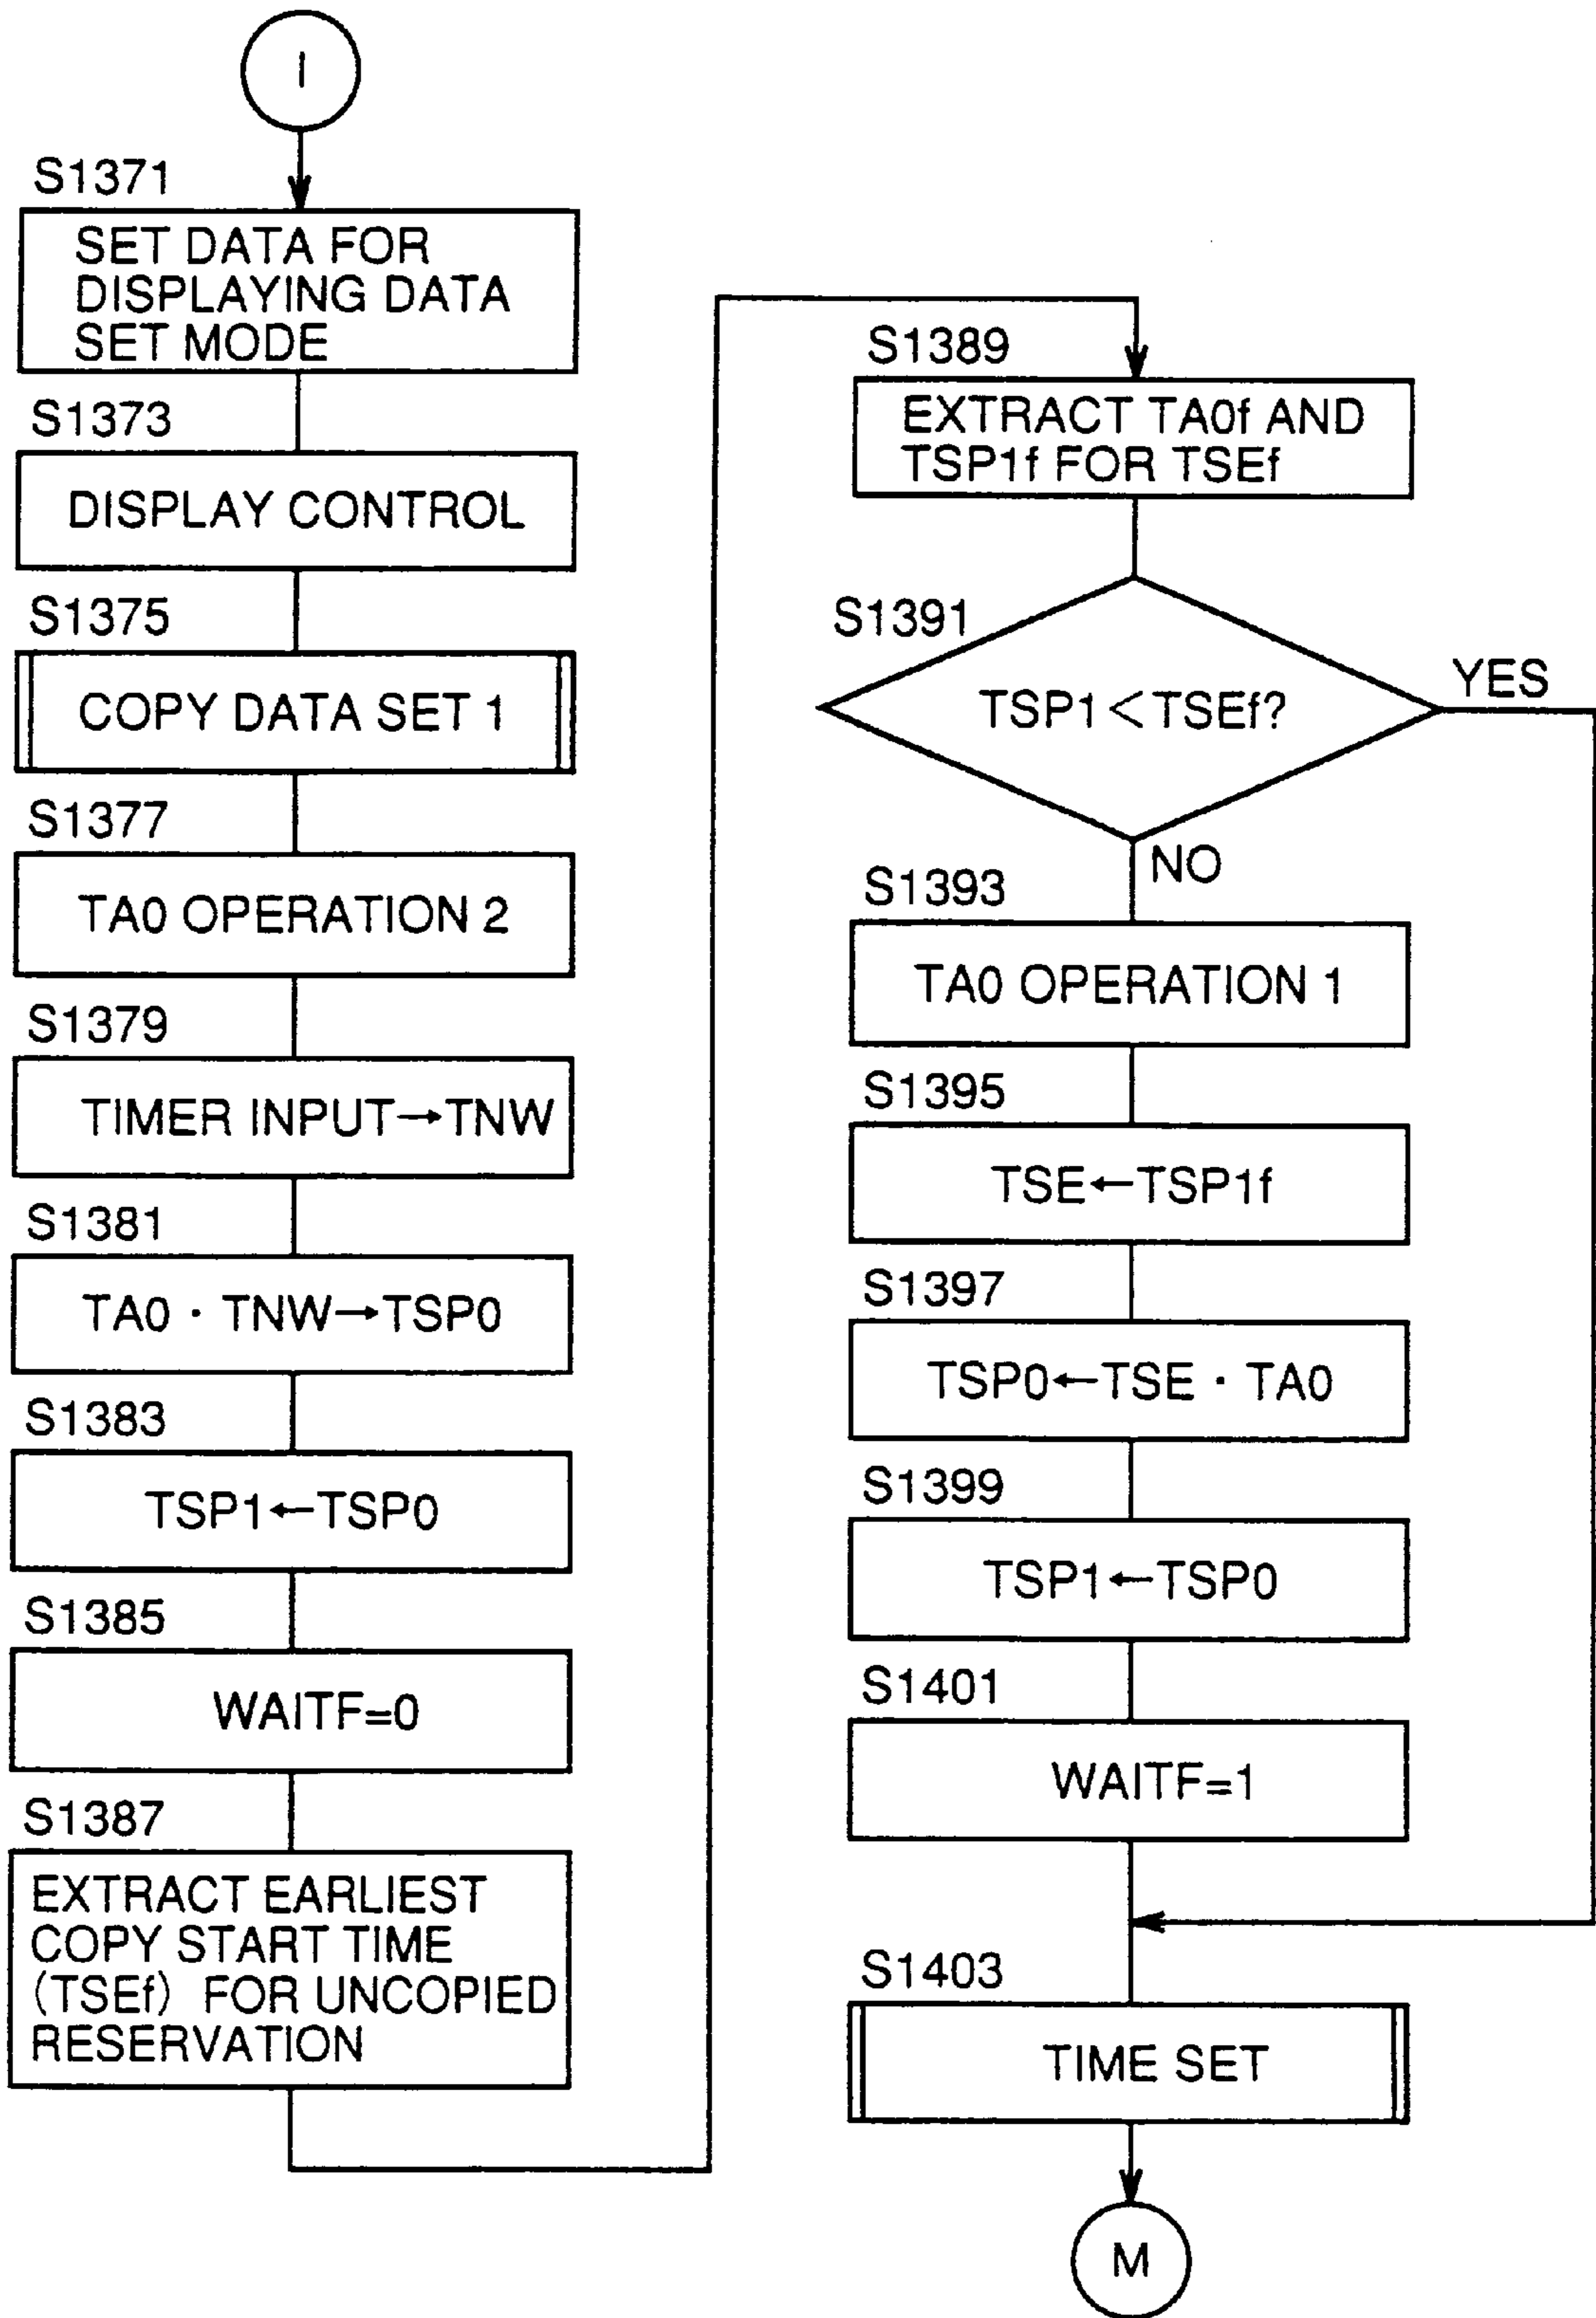 I
S1371
SET DATA FOR
DISPLAYING DATA
SET MODE
S1373
DISPLAY CONTROL
S1375
COPY DATA SET 1
S1377
TA0 OPERATION 2
S1379
TIMER INPUT→TNW
S1381
TA0 · TNW→TSP0
S1383
TSP1←TSP0
S1385
WAITF=0
S1387
EXTRACT EARLIEST
COPY START TIME
(TSEf) FOR UNCOPIED
RESERVATION
S1389
EXTRACT TA0f AND
TSP1f FOR TSEf
S1391
TSP1<TSEf?
YES
NO
S1393
TA0 OPERATION 1
S1395
TSE←TSP1f
S1397
TSP0←TSE · TA0
S1399
TSP1←TSP0
S1401
WAITF=1
S1403
TIME SET
M